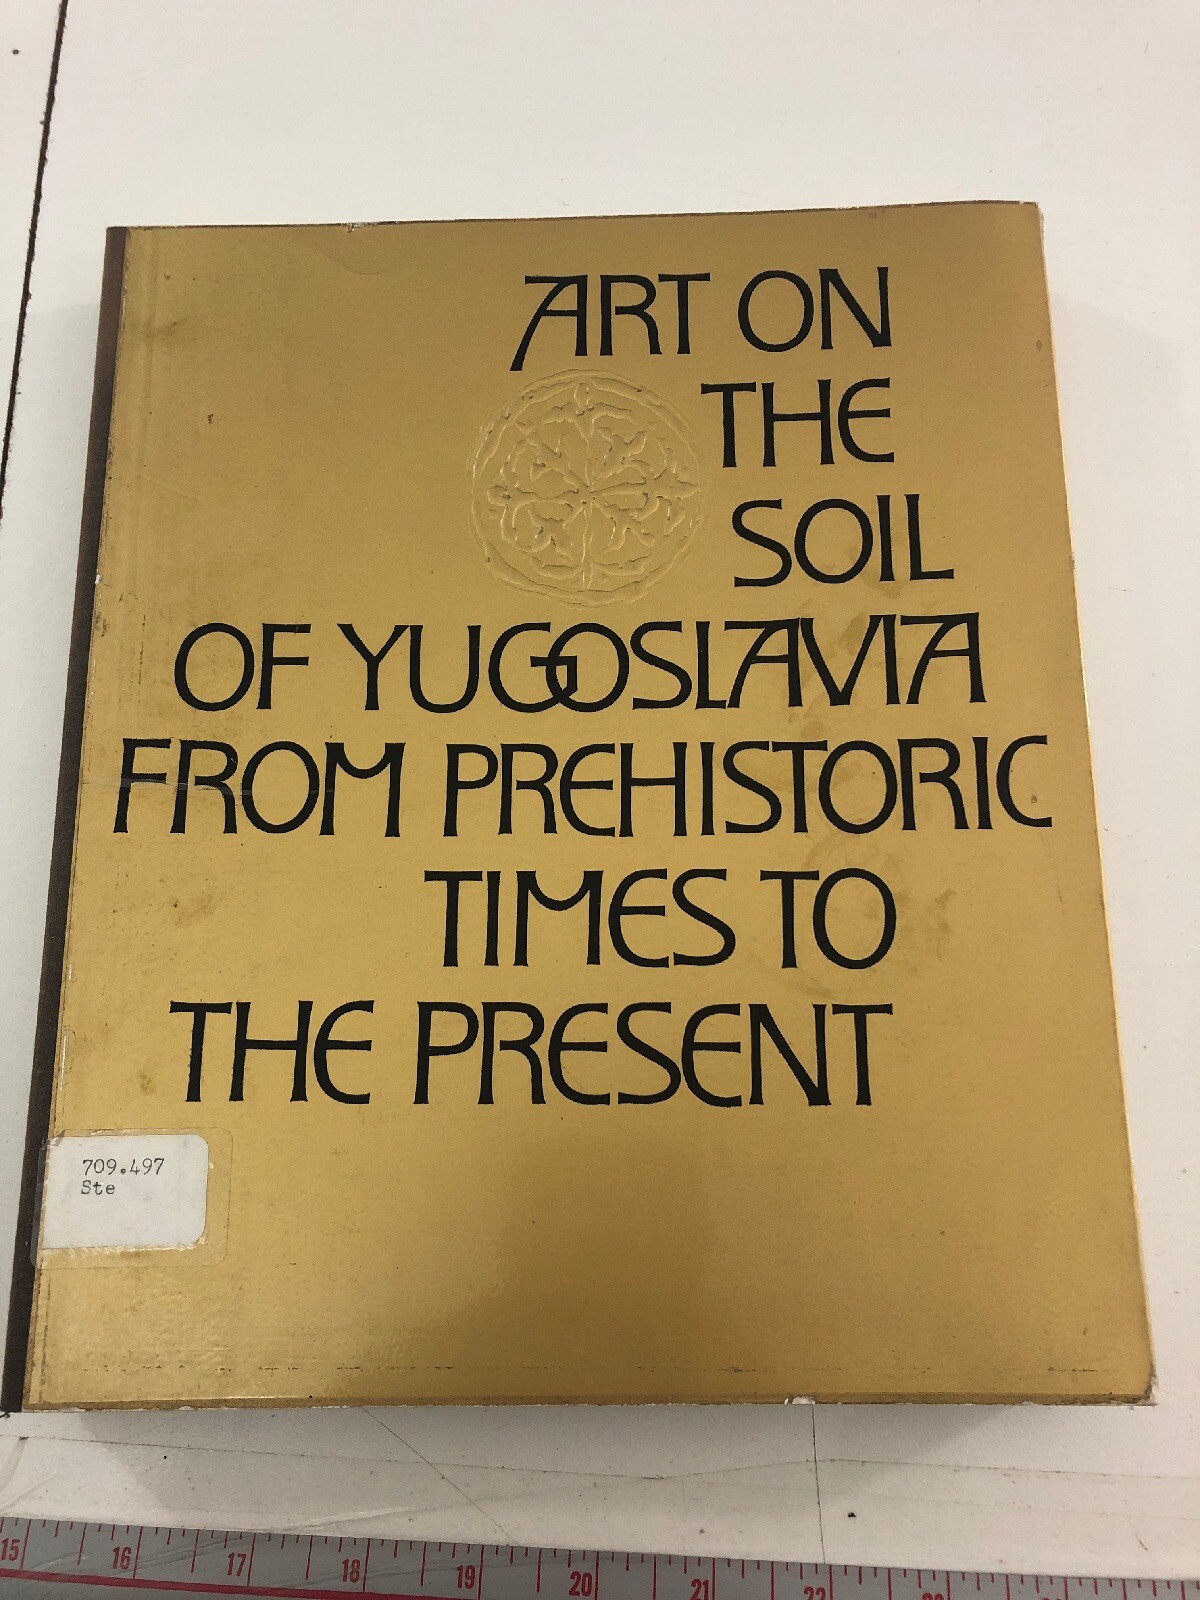 ART ON
THE
SOIL
OF YUGOSLAVIA
FROM PREHISTORIC
TIMES TO
THE PRESENT
709.497
Ste
15 16 17 18 19 20 21 22